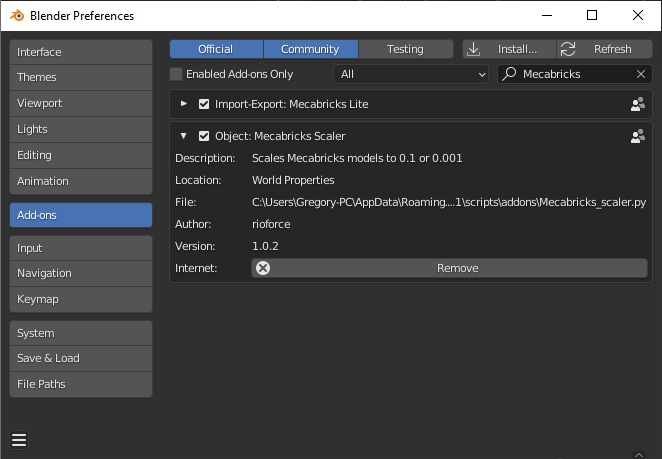 Blender Preferences
Interface
Themes
Viewport
Lights
Editing
Animation
Add-ons
Input
Navigation
Keymap
System
Save & Load
File Paths
Official Community Testing Install... Refresh
Enabled Add-ons Only All Mecabricks
Import-Export: Mecabricks Lite
Object: Mecabricks Scaler
Description: Scales Mecabricks models to 0.1 or 0.001
Location: World Properties
File: C:\Users\Gregory-PC\AppData\Roaming....1\scripts\addons\Mecabricks_scaler.py
Author: rioforce
Version: 1.0.2
Internet: Remove